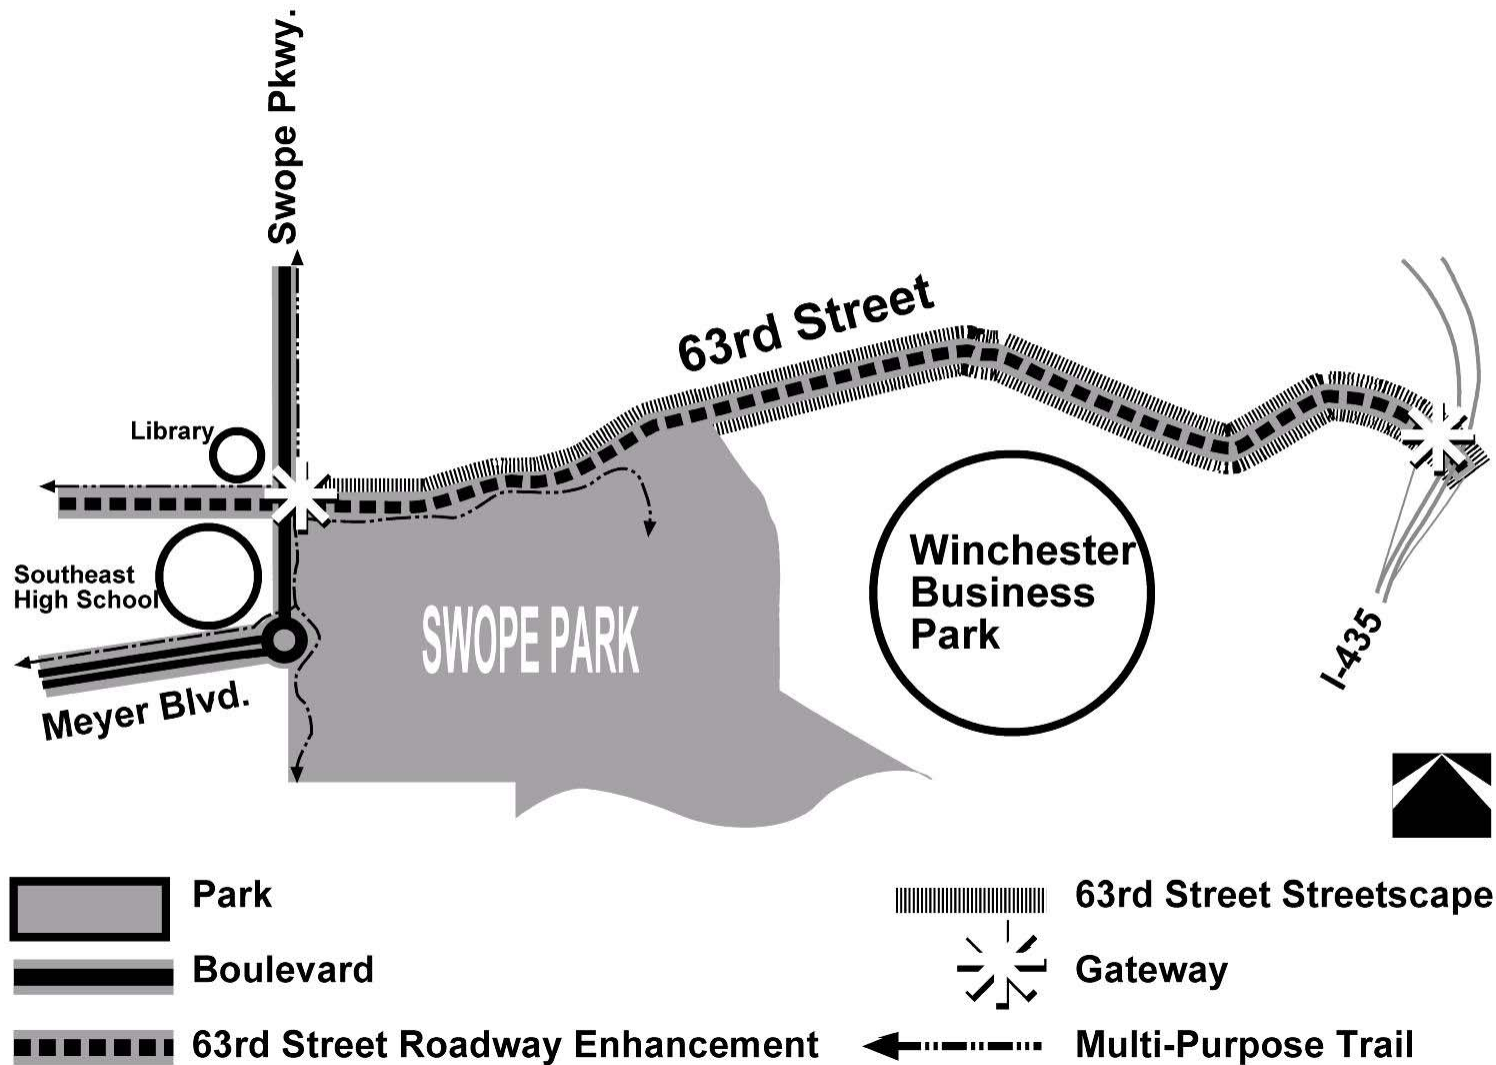 Swope Pkwy.
63rd Street
Library
Southeast
High School
Winchester
Business
Park
SWOPE PARK
I-435
Meyer Blvd.
Park
Boulevard
63rd Street Roadway Enhancement
63rd Street Streetscape
Gateway
Multi-Purpose Trail